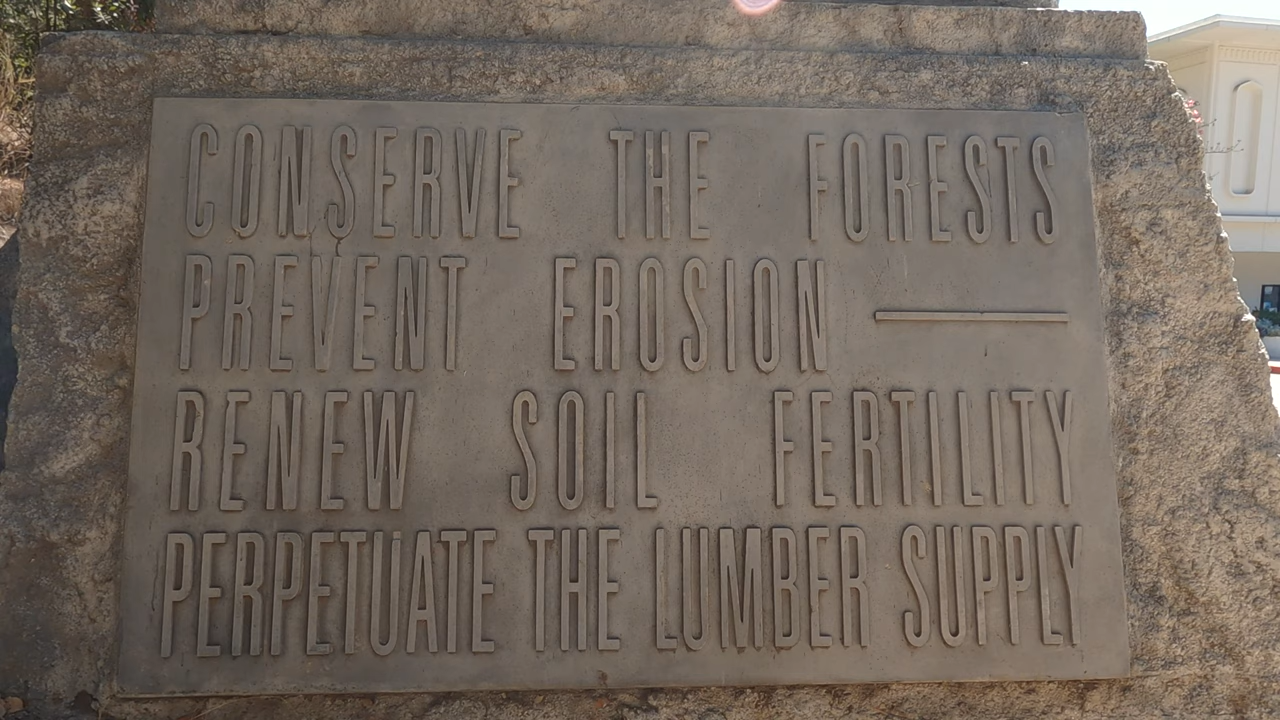 CONSERVE THE FORESTS
PREVENT EROSION —
RENEW SOIL FERTILITY
PERPETUATE THE LUMBER SUPPLY